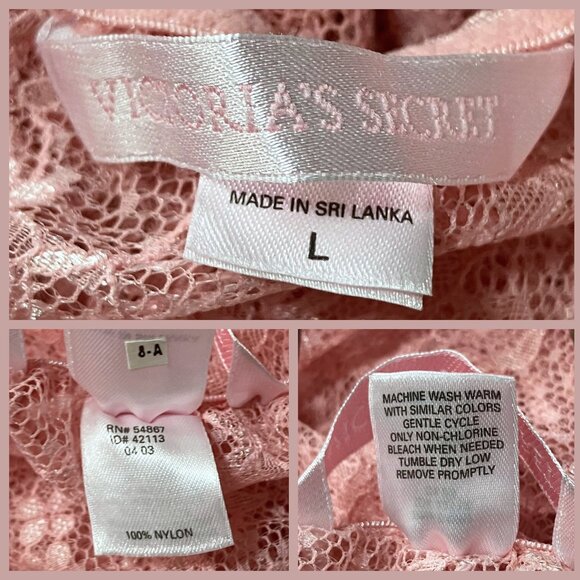 VICTORIA'S SECRET
MADE IN SRI LANKA
L
8-A
RN# 54867
ID# 42113
04 03
100% NYLON
MACHINE WASH WARM
WITH SIMILAR COLORS
GENTLE CYCLE
ONLY NON-CHLORINE
BLEACH WHEN NEEDED
TUMBLE DRY LOW
REMOVE PROMPTLY